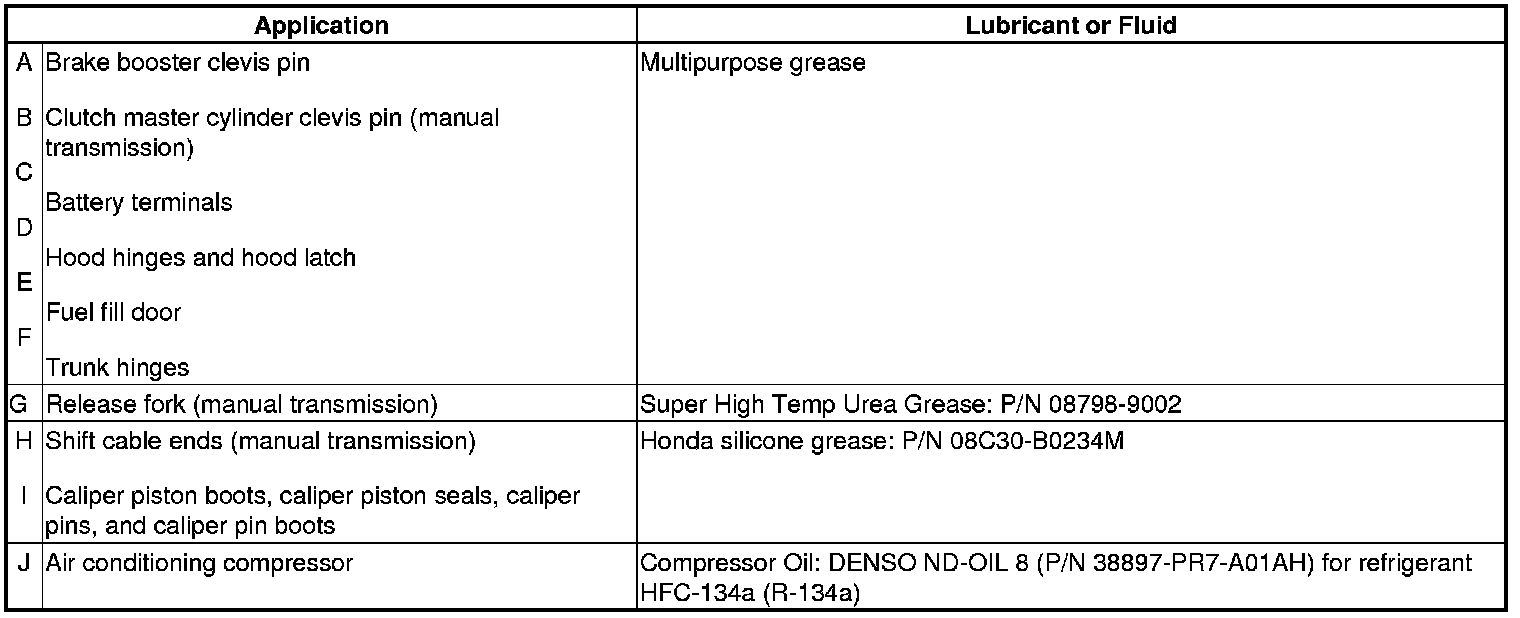 Application Lubricant or Fluid
A Brake booster clevis pin Multipurpose grease
B Clutch master cylinder clevis pin (manual
transmission)
C
Battery terminals
D
Hood hinges and hood latch
E
Fuel fill door
F
Trunk hinges
G Release fork (manual transmission) Super High Temp Urea Grease: P/N 08798-9002
H Shift cable ends (manual transmission) Honda silicone grease: P/N 08C30-B0234M
I Caliper piston boots, caliper piston seals, caliper
pins, and caliper pin boots
J Air conditioning compressor Compressor Oil: DENSO ND-OIL 8 (P/N 38897-PR7-A01AH) for refrigerant
HFC-134a (R-134a)